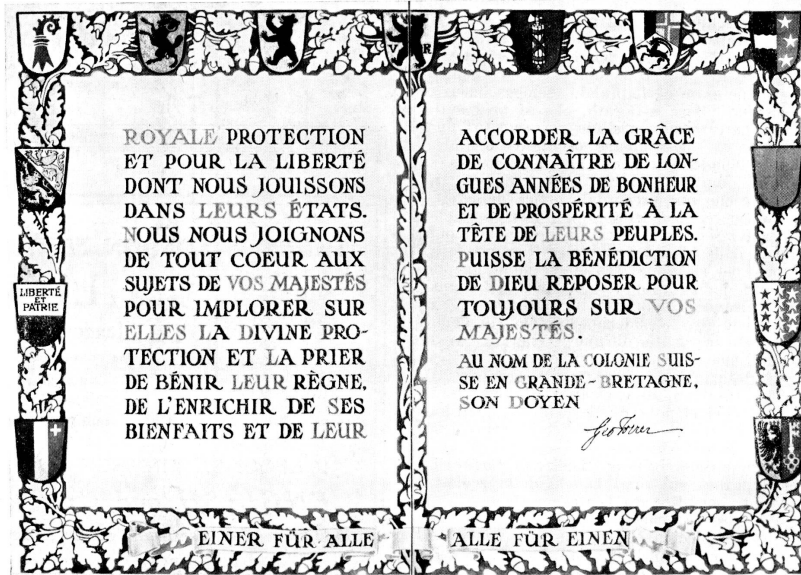 V R
LIBERTÉ
ET
PATRIE
ROYALE PROTECTION
ET POUR LA LIBERTÉ
DONT NOUS JOUISSONS
DANS LEURS ÉTATS.
NOUS NOUS JOIGNONS
DE TOUT COEUR AUX
SUJETS DE VOS MAJESTÉS
POUR IMPLORER SUR
ELLES LA DIVINE PRO-
TECTION ET LA PRIER
DE BÉNIR LEUR RÈGNE,
DE L'ENRICHIR DE SES
BIENFAITS ET DE LEUR
ACCORDER LA GRÂCE
DE CONNAÎTRE DE LON-
GUES ANNÉES DE BONHEUR
ET DE PROSPÉRITÉ À LA
TÊTE DE LEURS PEUPLES.
PUISSE LA BÉNÉDICTION
DE DIEU REPOSER POUR
TOUJOURS SUR VOS
MAJESTÉS.
AU NOM DE LA COLONIE SUIS-
SE EN GRANDE-BRETAGNE,
SON DOYEN
EINER FÜR ALLE
ALLE FÜR EINEN